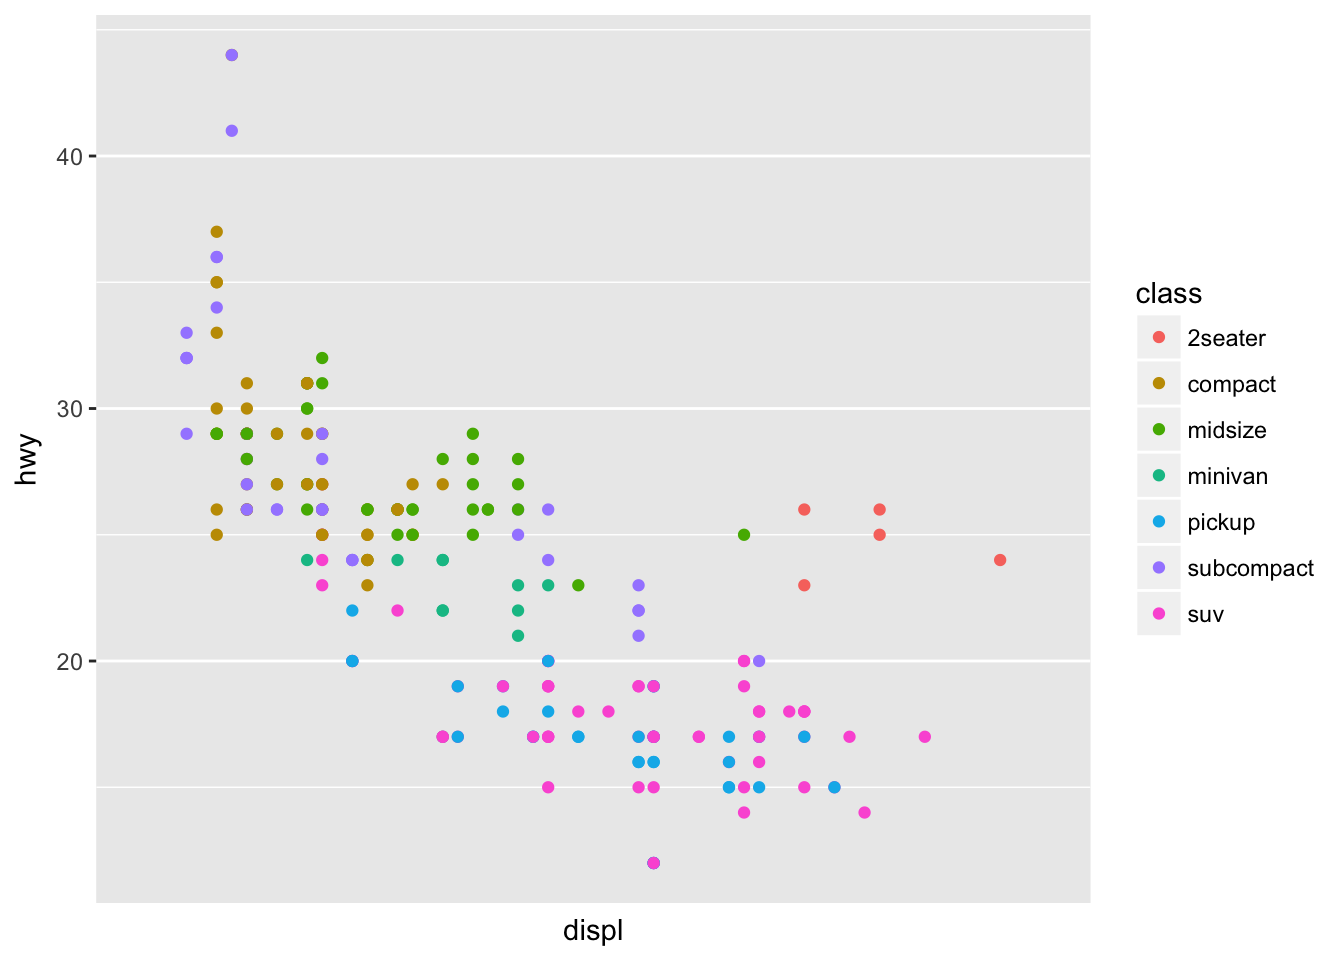 40
30
20
hwy
displ
class
2seater
compact
midsize
minivan
pickup
subcompact
suv